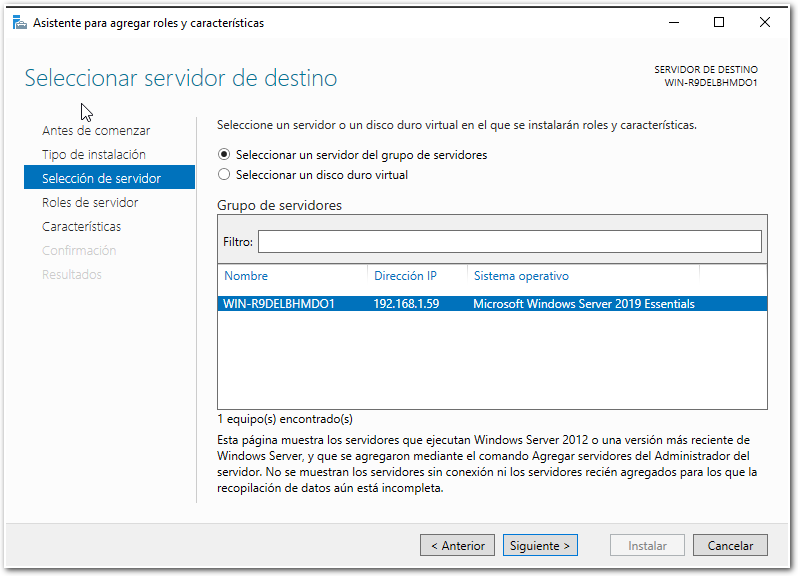 Asistente para agregar roles y características
Seleccionar servidor de destino
SERVIDOR DE DESTINO
WIN-R9DELBHMDO1
Antes de comenzar
Tipo de instalación
Selección de servidor
Roles de servidor
Características
Confirmación
Resultados
Seleccione un servidor o un disco duro virtual en el que se instalarán roles y características.
Seleccionar un servidor del grupo de servidores
Seleccionar un disco duro virtual
Grupo de servidores
Filtro:
Nombre Dirección IP Sistema operativo
WIN-R9DELBHMDO1 192.168.1.59 Microsoft Windows Server 2019 Essentials
1 equipo(s) encontrado(s)
Esta página muestra los servidores que ejecutan Windows Server 2012 o una versión más reciente de
Windows Server, y que se agregaron mediante el comando Agregar servidores del Administrador del
servidor. No se muestran los servidores sin conexión ni los servidores recién agregados para los que la
recopilación de datos aún está incompleta.
< Anterior Siguiente > Instalar Cancelar